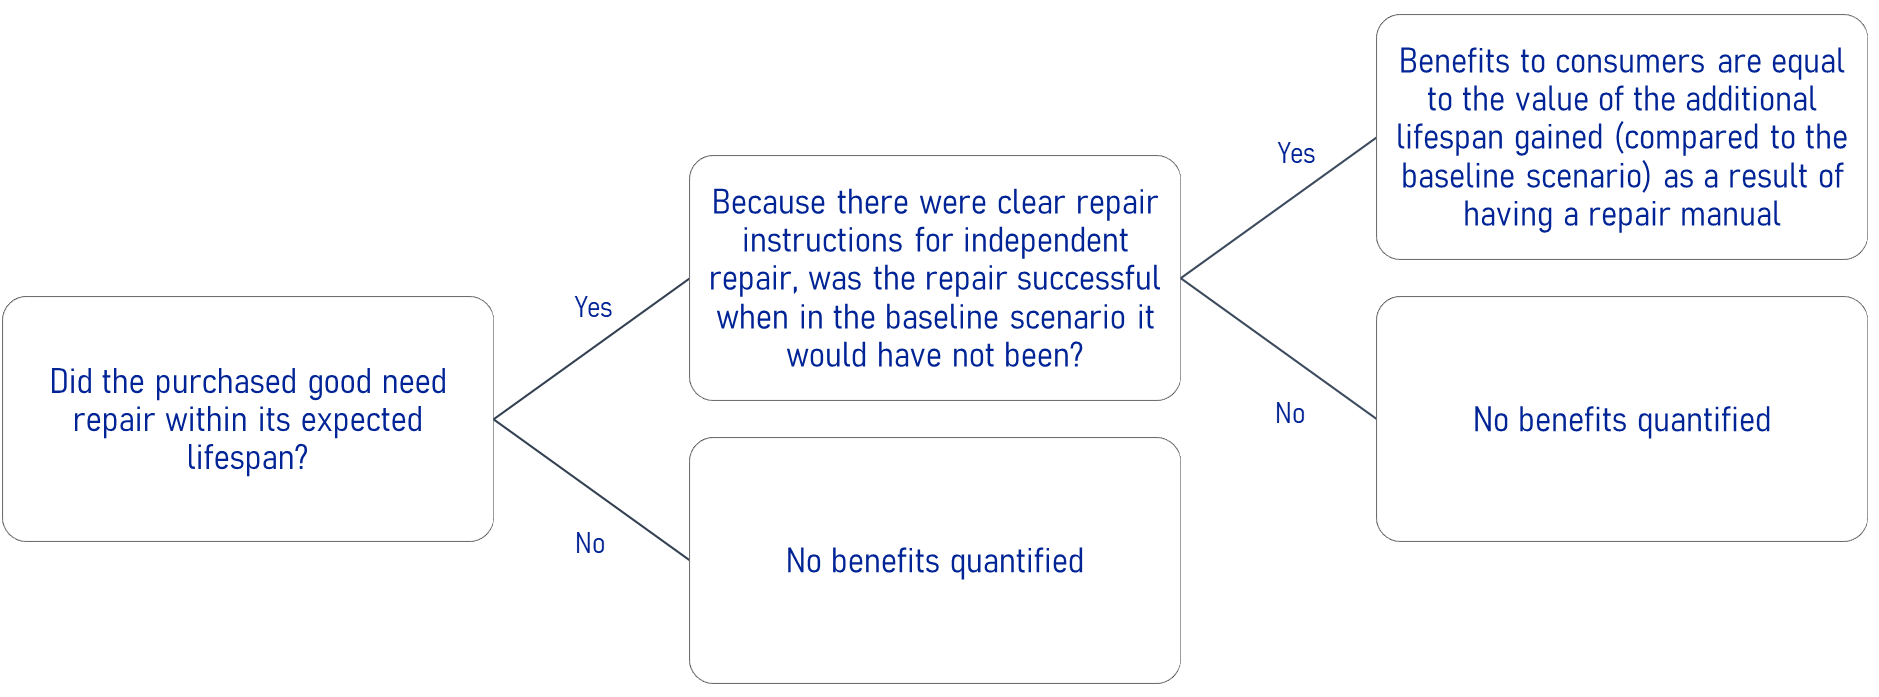 Did the purchased good need
repair within its expected
lifespan?
Yes
No
Because there were clear repair
instructions for independent
repair, was the repair successful
when in the baseline scenario it
would have not been?
No benefits quantified
Yes
No
Benefits to consumers are equal
to the value of the additional
lifespan gained (compared to the
baseline scenario) as a result of
having a repair manual
No benefits quantified